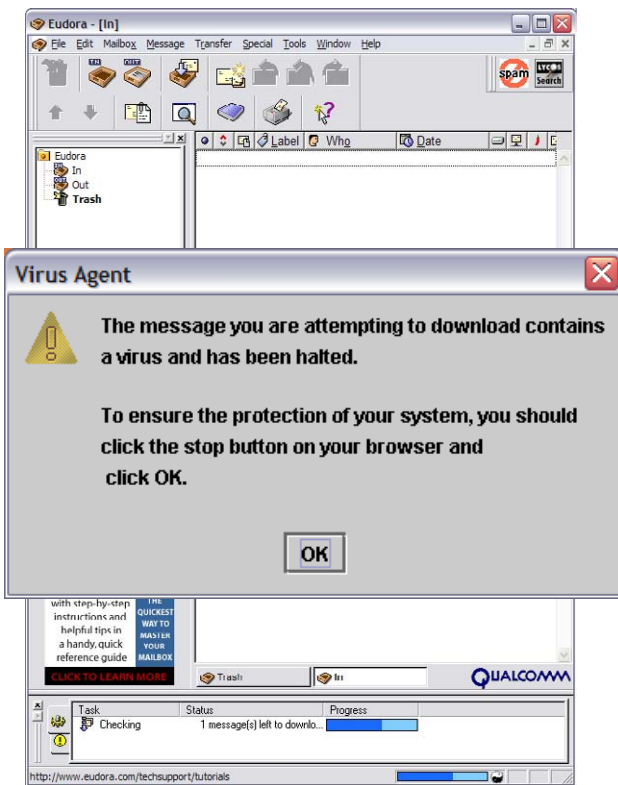 Eudora - [In]
File Edit Mailbox Message Transfer Special Tools Window Help
IN OUT
spam LYCOS Search
Label Who Date
Eudora
In
Out
Trash
Virus Agent
The message you are attempting to download contains
a virus and has been halted.
To ensure the protection of your system, you should
click the stop button on your browser and
click OK.
OK
with step-by-step
instructions and
helpful tips in
a handy, quick
reference guide
THE
QUICKEST
WAY TO
MASTER
YOUR
MAILBOX
CLICK TO LEARN MORE
Trash In
QUALCOMM
Task Status Progress
Checking 1 message(s) left to downlo...
http://www.eudora.com/techsupport/tutorials